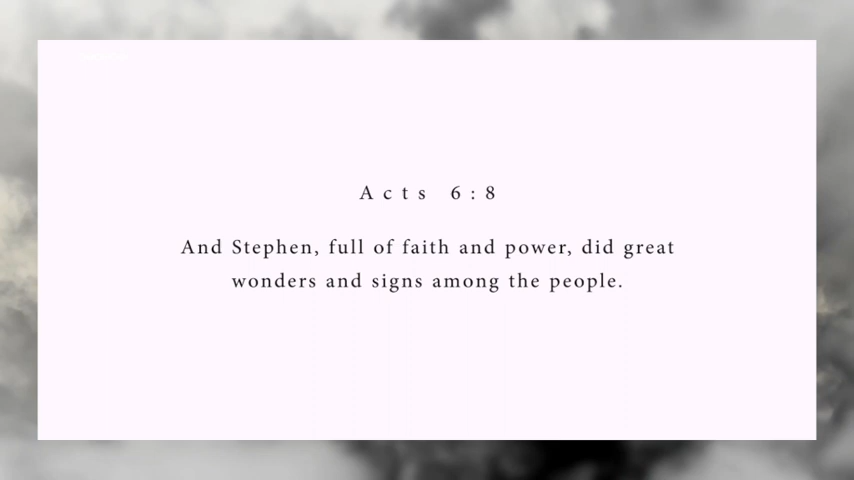 Acts 6:8
And Stephen, full of faith and power, did great
wonders and signs among the people.